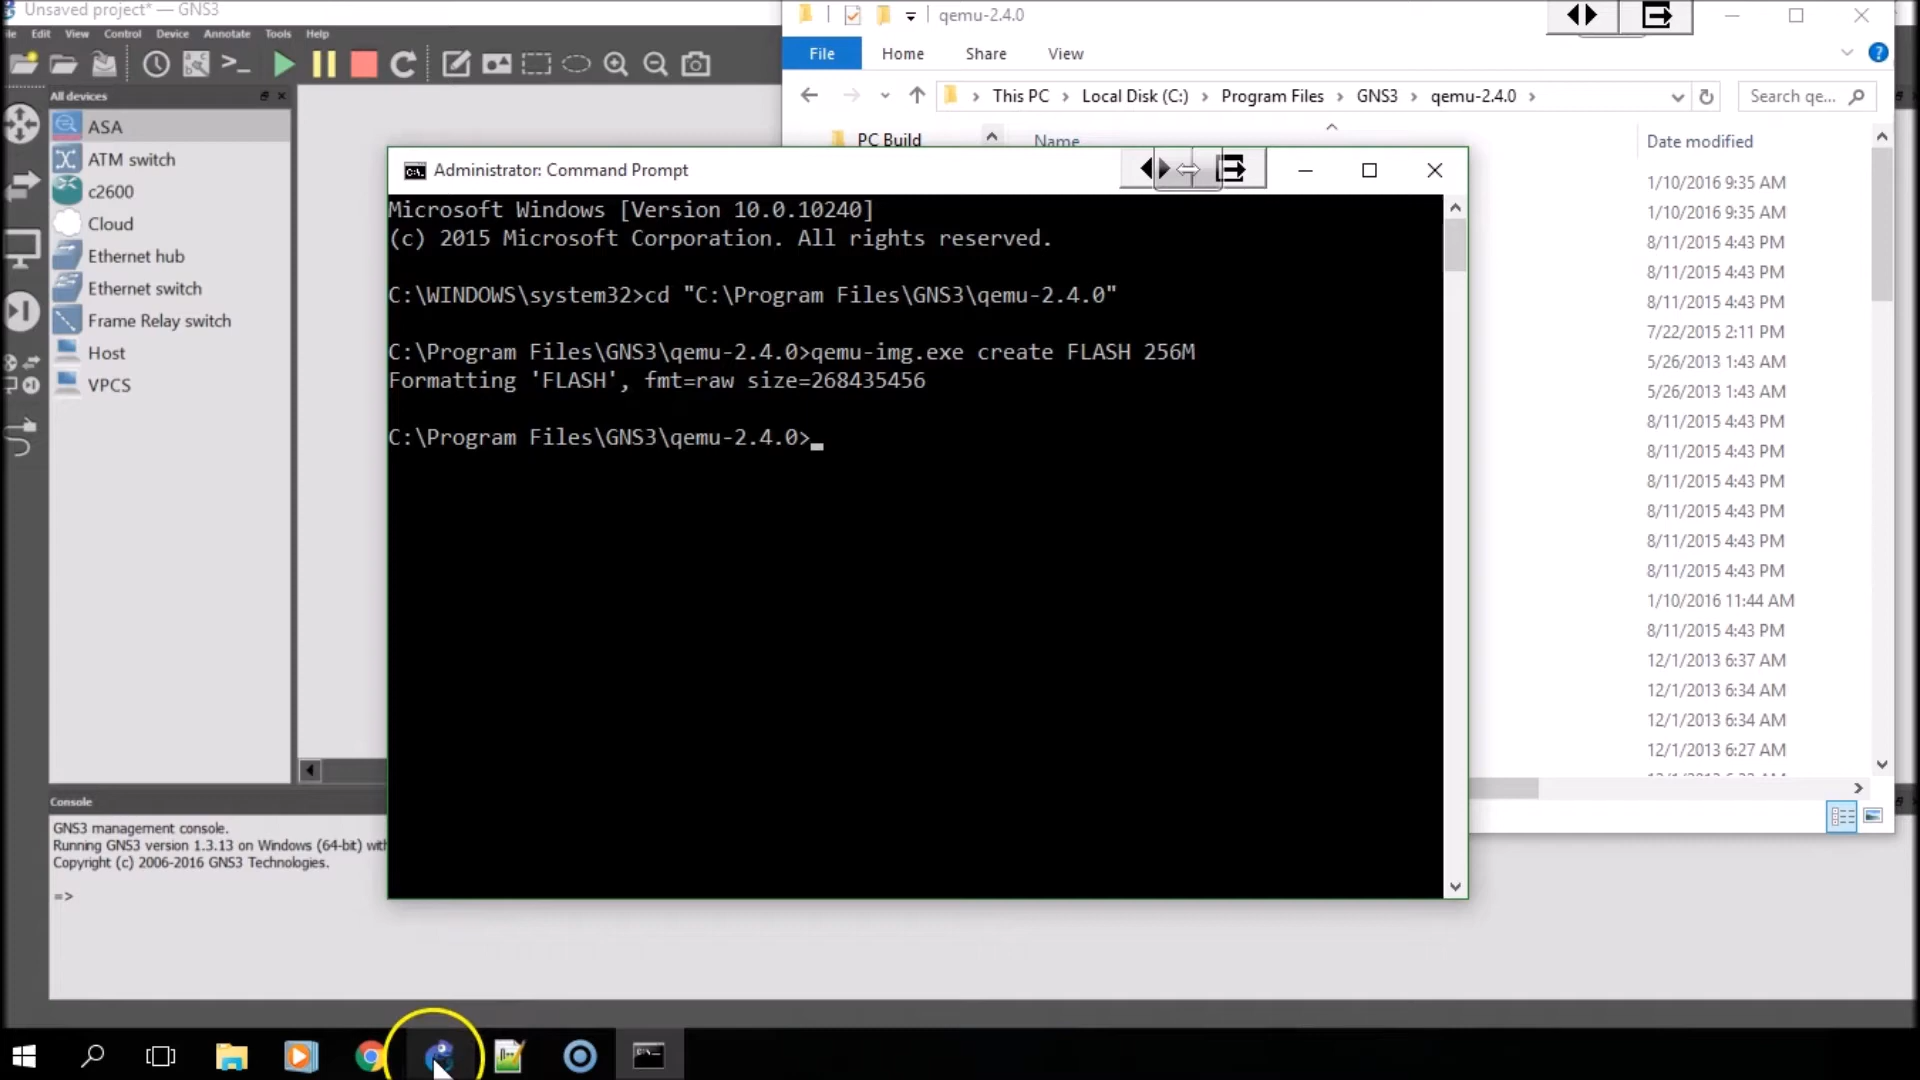 Unsaved project* — GNS3
Edit View Control Device Annotate Tools Help
All devices
ASA
ATM switch
c2600
Cloud
Ethernet hub
Ethernet switch
Frame Relay switch
Host
VPCS
Console
GNS3 management console.
Running GNS3 version 1.3.13 on Windows (64-bit) with
Copyright (c) 2006-2016 GNS3 Technologies.
=>
qemu-2.4.0
File Home Share View
This PC > Local Disk (C:) > Program Files > GNS3 > qemu-2.4.0 >
Search qe...
PC Build
Name
Date modified
1/10/2016 9:35 AM
1/10/2016 9:35 AM
8/11/2015 4:43 PM
8/11/2015 4:43 PM
8/11/2015 4:43 PM
7/22/2015 2:11 PM
5/26/2013 1:43 AM
5/26/2013 1:43 AM
8/11/2015 4:43 PM
8/11/2015 4:43 PM
8/11/2015 4:43 PM
8/11/2015 4:43 PM
8/11/2015 4:43 PM
8/11/2015 4:43 PM
1/10/2016 11:44 AM
8/11/2015 4:43 PM
12/1/2013 6:37 AM
12/1/2013 6:34 AM
12/1/2013 6:34 AM
12/1/2013 6:27 AM
Administrator: Command Prompt
Microsoft Windows [Version 10.0.10240]
(c) 2015 Microsoft Corporation. All rights reserved.
C:\WINDOWS\system32>cd "C:\Program Files\GNS3\qemu-2.4.0"
C:\Program Files\GNS3\qemu-2.4.0>qemu-img.exe create FLASH 256M
Formatting 'FLASH', fmt=raw size=268435456
C:\Program Files\GNS3\qemu-2.4.0>